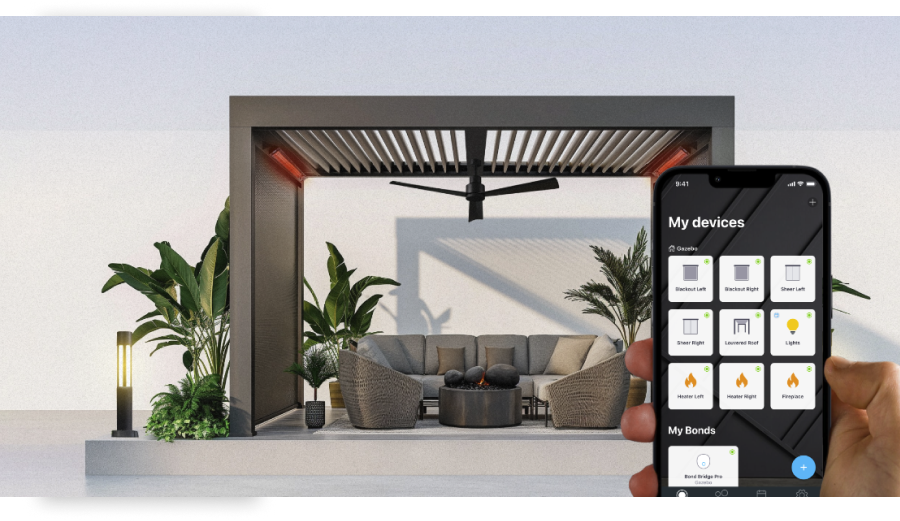 9:41
My devices
Gazebo
Blackout Left
Blackout Right
Sheer Left
Sheer Right
Louvered Roof
Lights
Heater Left
Heater Right
Fireplace
My Bonds
Bond Bridge Pro
Gazebo